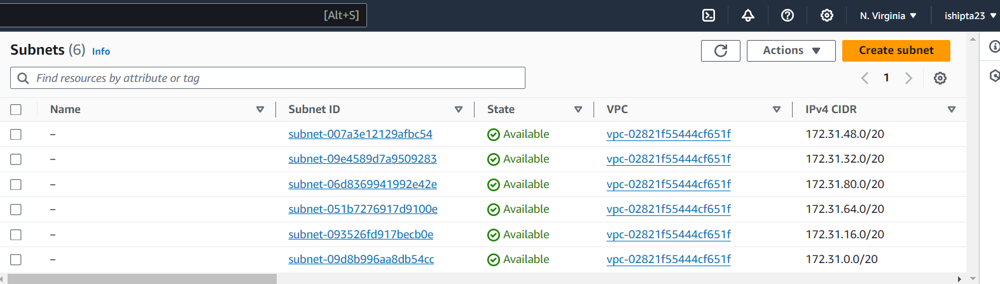 [Alt+S] N. Virginia ishipta23
Subnets (6) Info Actions Create subnet
Find resources by attribute or tag 1
Name Subnet ID State VPC IPv4 CIDR
– subnet-007a3e12129afbc54 Available vpc-02821f55444cf651f 172.31.48.0/20
– subnet-09e4589d7a9509283 Available vpc-02821f55444cf651f 172.31.32.0/20
– subnet-06d8369941992e42e Available vpc-02821f55444cf651f 172.31.80.0/20
– subnet-051b7276917d9100e Available vpc-02821f55444cf651f 172.31.64.0/20
– subnet-093526fd917becb0e Available vpc-02821f55444cf651f 172.31.16.0/20
– subnet-09d8b996aa8db54cc Available vpc-02821f55444cf651f 172.31.0.0/20